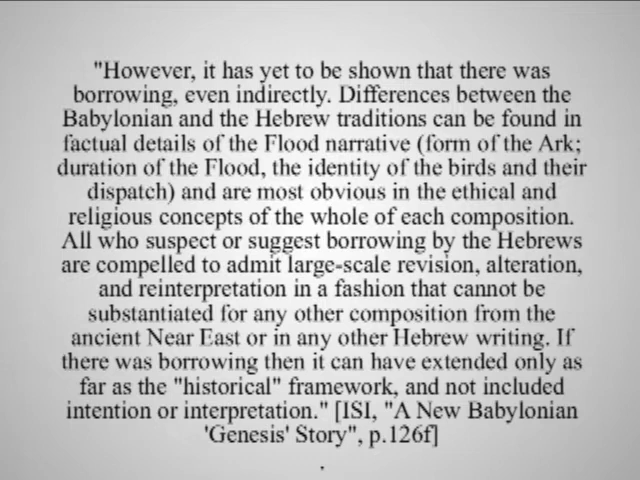 "However, it has yet to be shown that there was
borrowing, even indirectly. Differences between the
Babylonian and the Hebrew traditions can be found in
factual details of the Flood narrative (form of the Ark;
duration of the Flood, the identity of the birds and their
dispatch) and are most obvious in the ethical and
religious concepts of the whole of each composition.
All who suspect or suggest borrowing by the Hebrews
are compelled to admit large-scale revision, alteration,
and reinterpretation in a fashion that cannot be
substantiated for any other composition from the
ancient Near East or in any other Hebrew writing. If
there was borrowing then it can have extended only as
far as the "historical" framework, and not included
intention or interpretation." [ISI, "A New Babylonian
'Genesis' Story", p.126f]
.